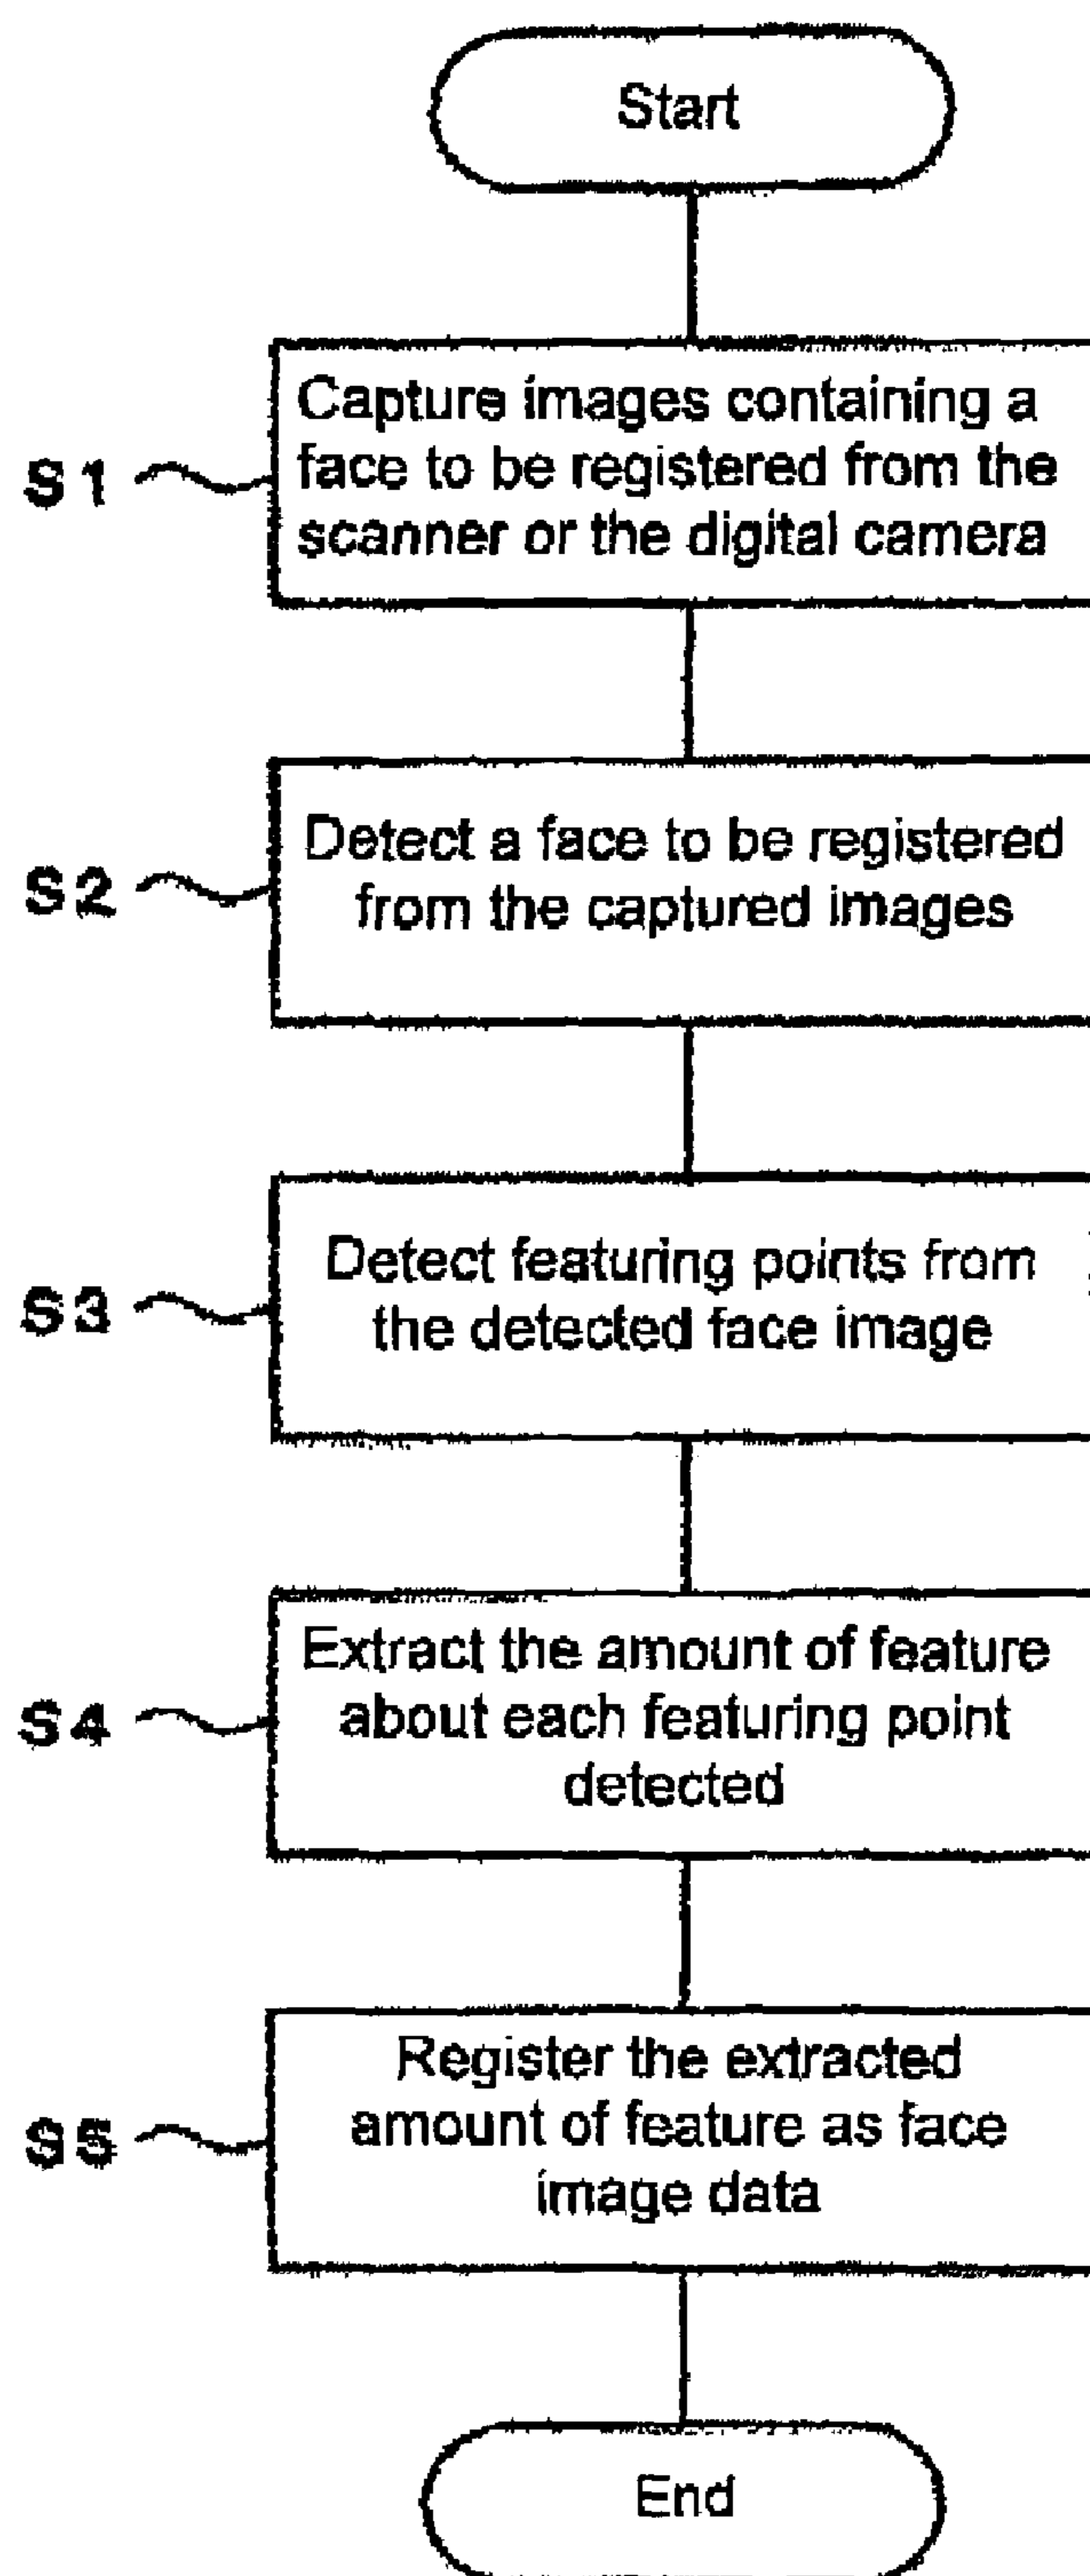 Start
S1
Capture images containing a
face to be registered from the
scanner or the digital camera
S2
Detect a face to be registered
from the captured images
S3
Detect featuring points from
the detected face image
S4
Extract the amount of feature
about each featuring point
detected
S5
Register the extracted
amount of feature as face
image data
End